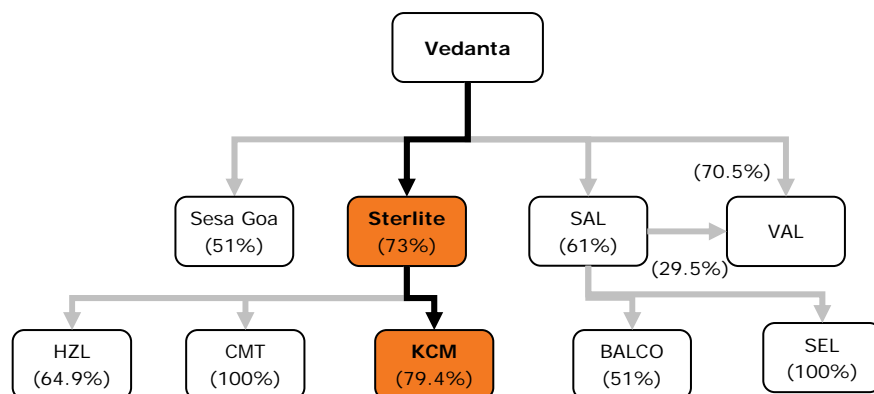 Vedanta
(70.5%)
Sesa Goa
(51%)
Sterlite
(73%)
SAL
(61%)
VAL
(29.5%)
HZL
(64.9%)
CMT
(100%)
KCM
(79.4%)
BALCO
(51%)
SEL
(100%)